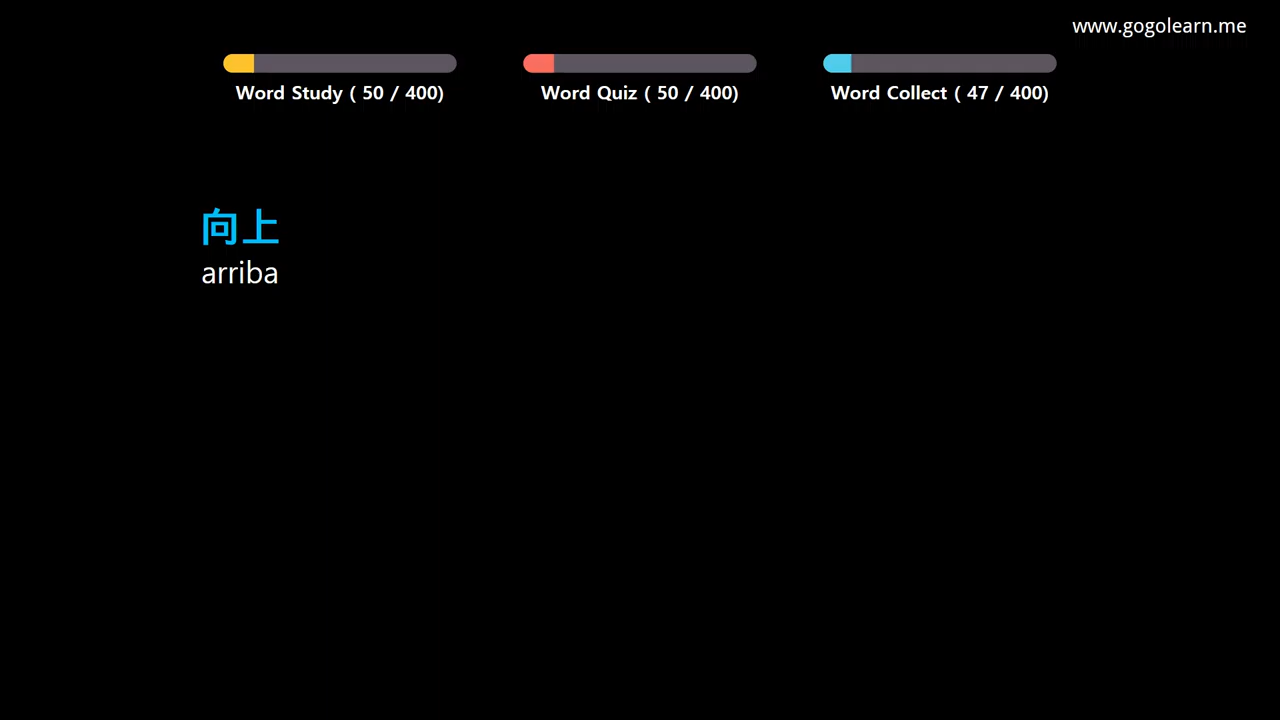 www.gogolearn.me
Word Study ( 50 / 400)
Word Quiz ( 50 / 400)
Word Collect ( 47 / 400)
向上
arriba